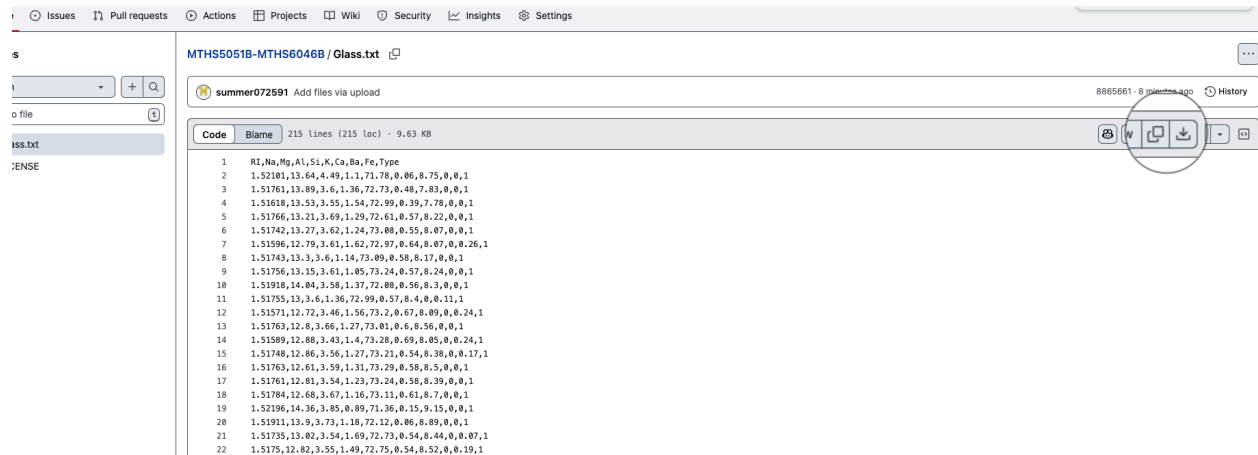 Issues Pull requests Actions Projects Wiki Security Insights Settings
MTHS5051B-MTHS6046B / Glass.txt
summer072591 Add files via upload 8865661 · 8 minutes ago History
o file t
Code Blame 215 lines (215 loc) · 9.63 KB
ass.txt
CENSE
1 RI,Na,Mg,Al,Si,K,Ca,Ba,Fe,Type
2 1.52101,13.64,4.49,1.1,71.78,0.06,8.75,0,0,1
3 1.51761,13.89,3.6,1.36,72.73,0.48,7.83,0,0,1
4 1.51618,13.53,3.55,1.54,72.99,0.39,7.78,0,0,1
5 1.51766,13.21,3.69,1.29,72.61,0.57,8.22,0,0,1
6 1.51742,13.27,3.62,1.24,73.08,0.55,8.07,0,0,1
7 1.51596,12.79,3.61,1.62,72.97,0.64,8.07,0,0.26,1
8 1.51743,13.3,3.6,1.14,73.09,0.58,8.17,0,0,1
9 1.51756,13.15,3.61,1.05,73.24,0.57,8.24,0,0,1
10 1.51918,14.04,3.58,1.37,72.08,0.56,8.3,0,0,1
11 1.51755,13,3.6,1.36,72.99,0.57,8.4,0,0.11,1
12 1.51571,12.72,3.46,1.56,73.2,0.67,8.09,0,0.24,1
13 1.51763,12.8,3.66,1.27,73.01,0.6,8.56,0,0,1
14 1.51589,12.88,3.43,1.4,73.28,0.69,8.05,0,0.24,1
15 1.51748,12.86,3.56,1.27,73.21,0.54,8.38,0,0.17,1
16 1.51763,12.61,3.59,1.31,73.29,0.58,8.5,0,0,1
17 1.51761,12.81,3.54,1.23,73.24,0.58,8.39,0,0,1
18 1.51784,12.68,3.67,1.16,73.11,0.61,8.7,0,0,1
19 1.52196,14.36,3.85,0.89,71.36,0.15,9.15,0,0,1
20 1.51911,13.9,3.73,1.18,72.12,0.06,8.89,0,0,1
21 1.51735,13.02,3.54,1.69,72.73,0.54,8.44,0,0.07,1
22 1.5175,12.82,3.55,1.49,72.75,0.54,8.52,0,0.19,1